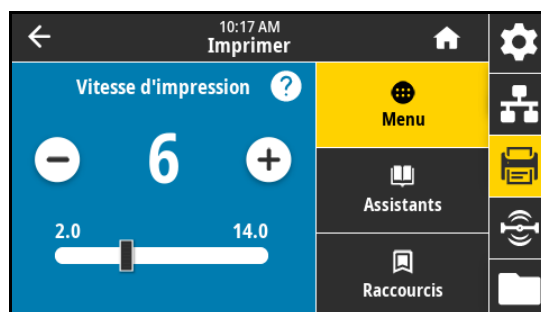 10:17 AM
Imprimer
Vitesse d'impression ?
6
2.0 14.0
Menu
Assistants
Raccourcis